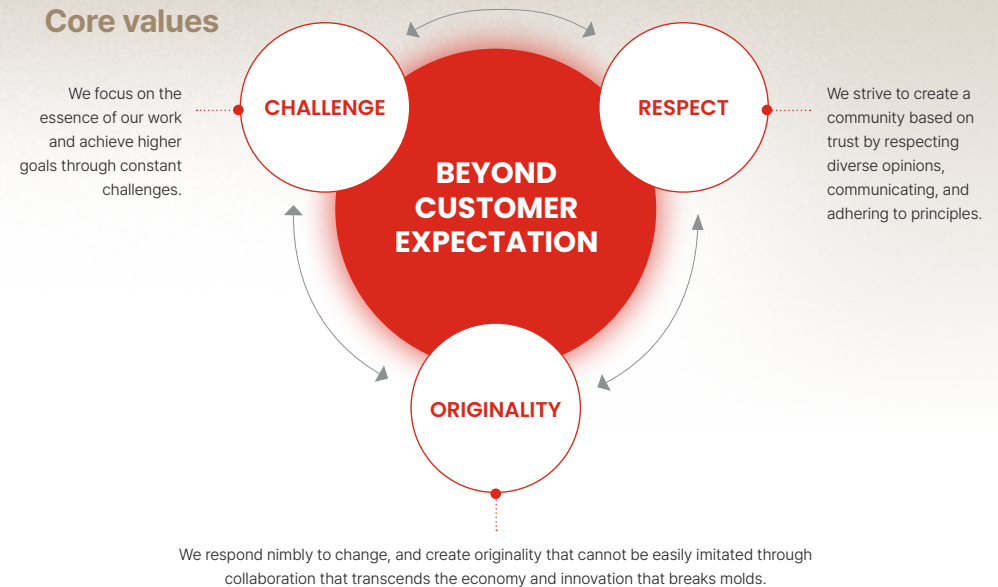 Core values
CHALLENGE
We focus on the
essence of our work
and achieve higher
goals through constant
challenges.
RESPECT
We strive to create a
community based on
trust by respecting
diverse opinions,
communicating, and
adhering to principles.
BEYOND
CUSTOMER
EXPECTATION
ORIGINALITY
We respond nimbly to change, and create originality that cannot be easily imitated through
collaboration that transcends the economy and innovation that breaks molds.